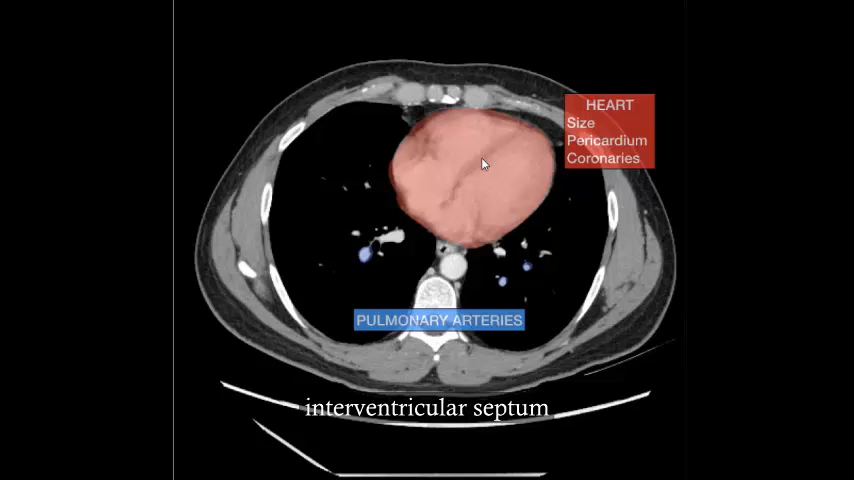 HEART
Size
Pericardium
Coronaries
PULMONARY ARTERIES
interventricular septum